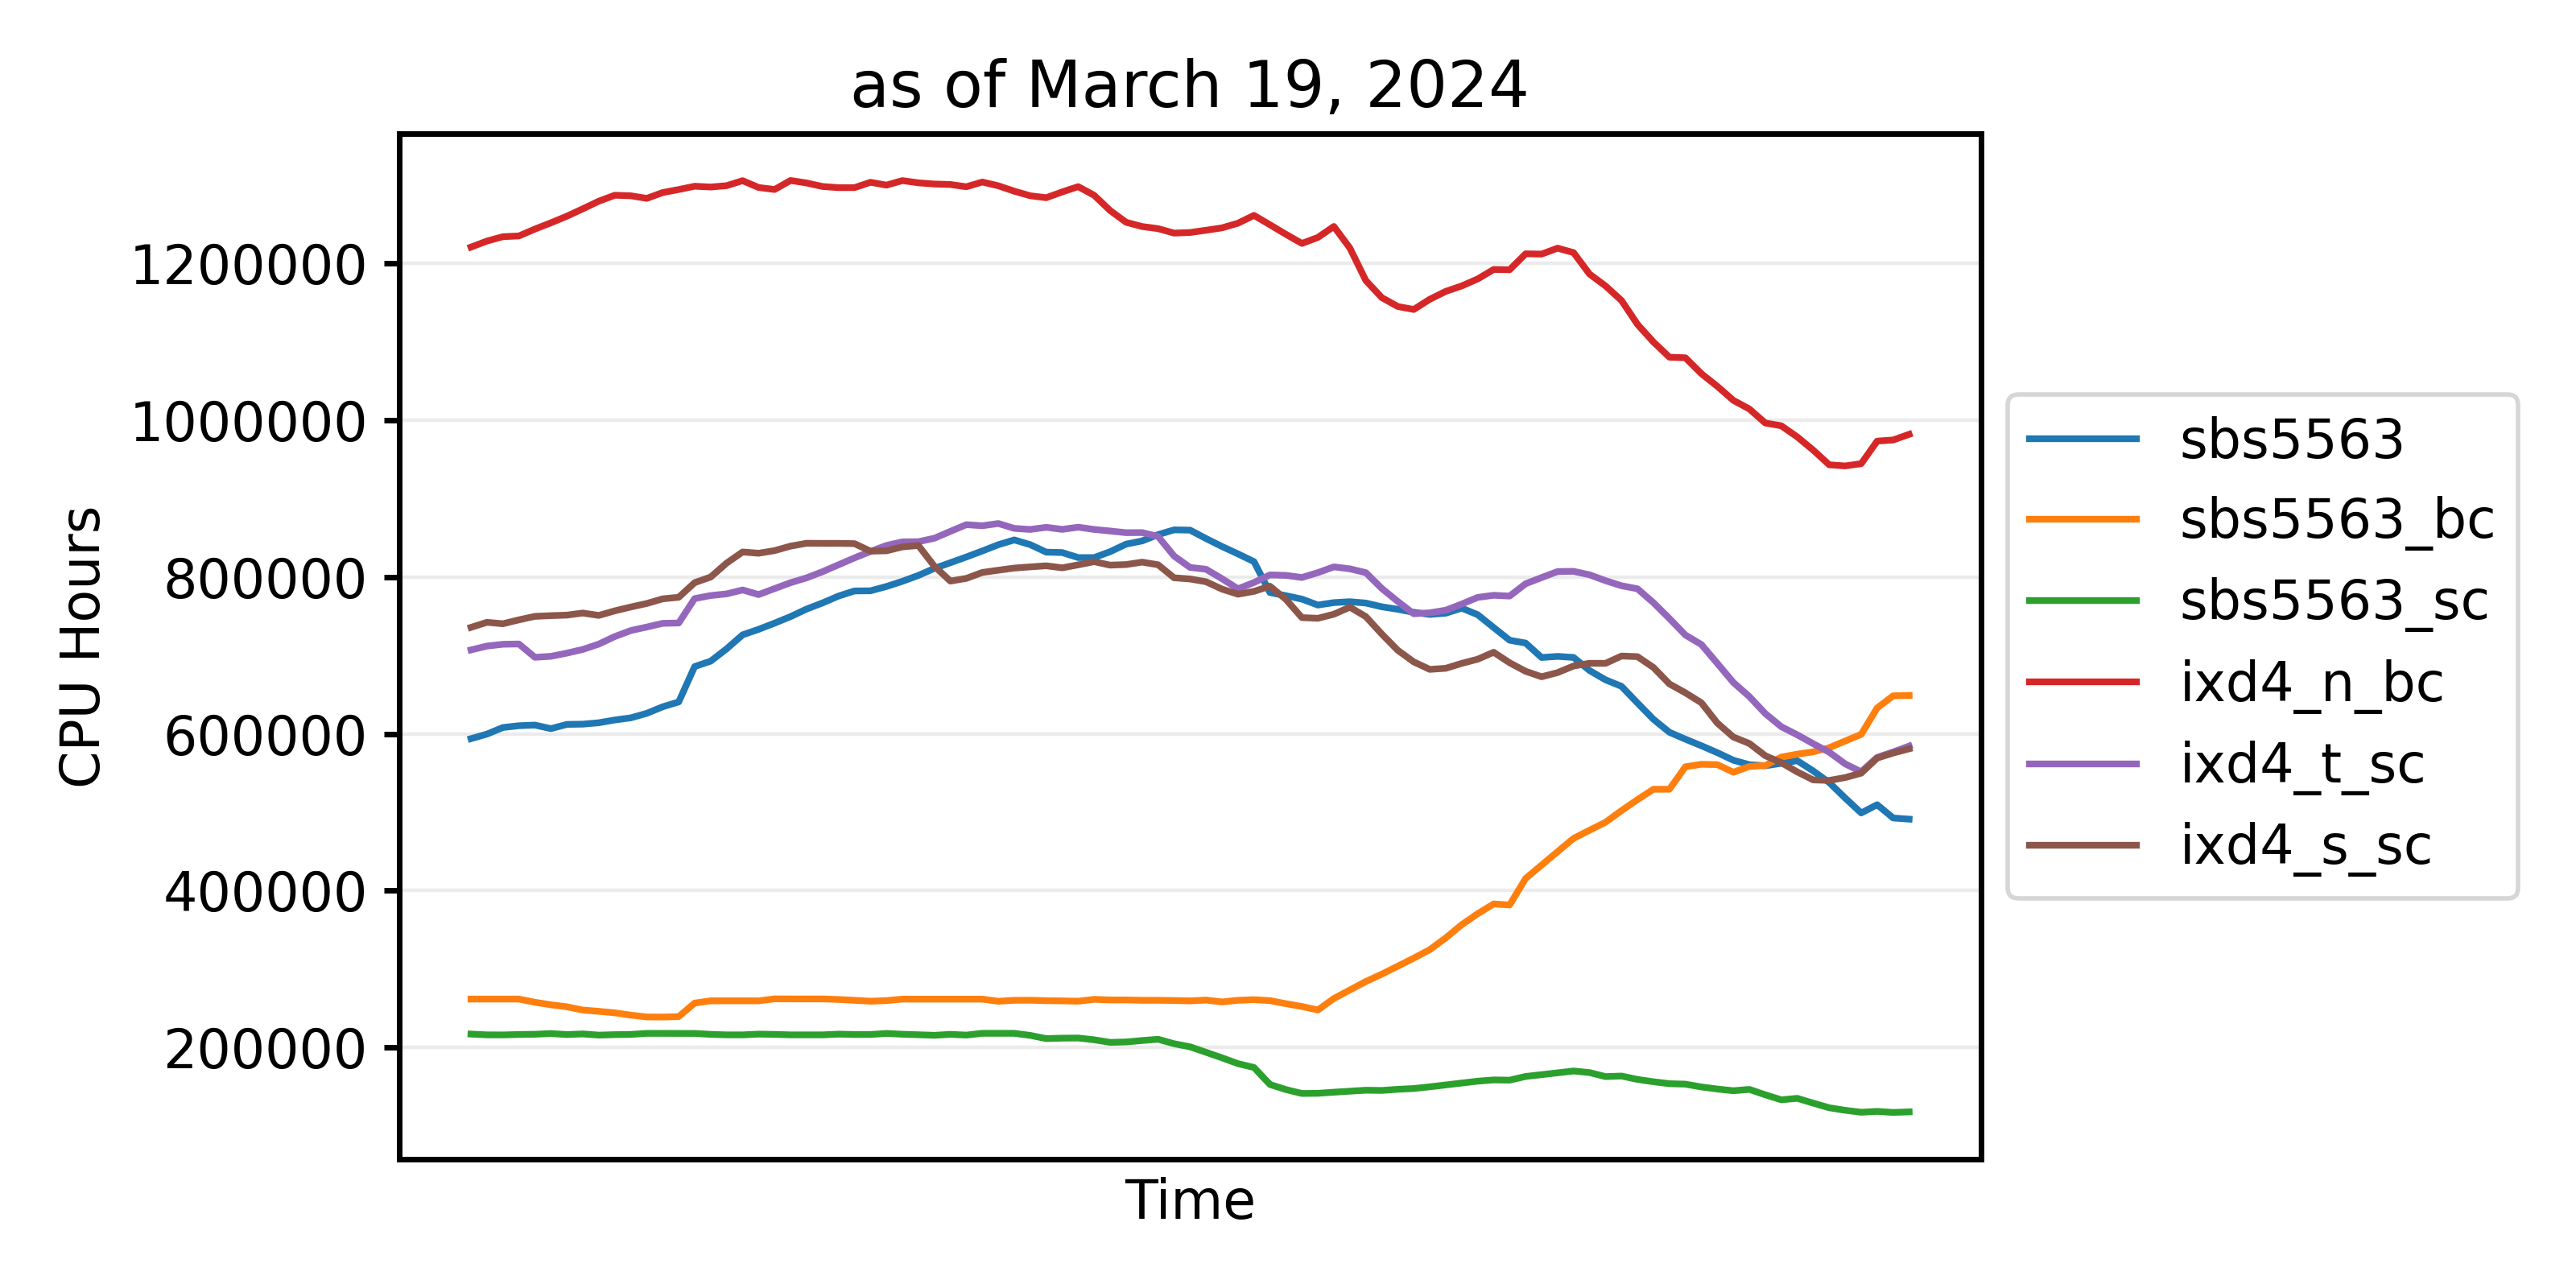 as of March 19, 2024
1200000
1000000
800000
600000
400000
200000
CPU Hours
Time
sbs5563
sbs5563_bc
sbs5563_sc
ixd4_n_bc
ixd4_t_sc
ixd4_s_sc